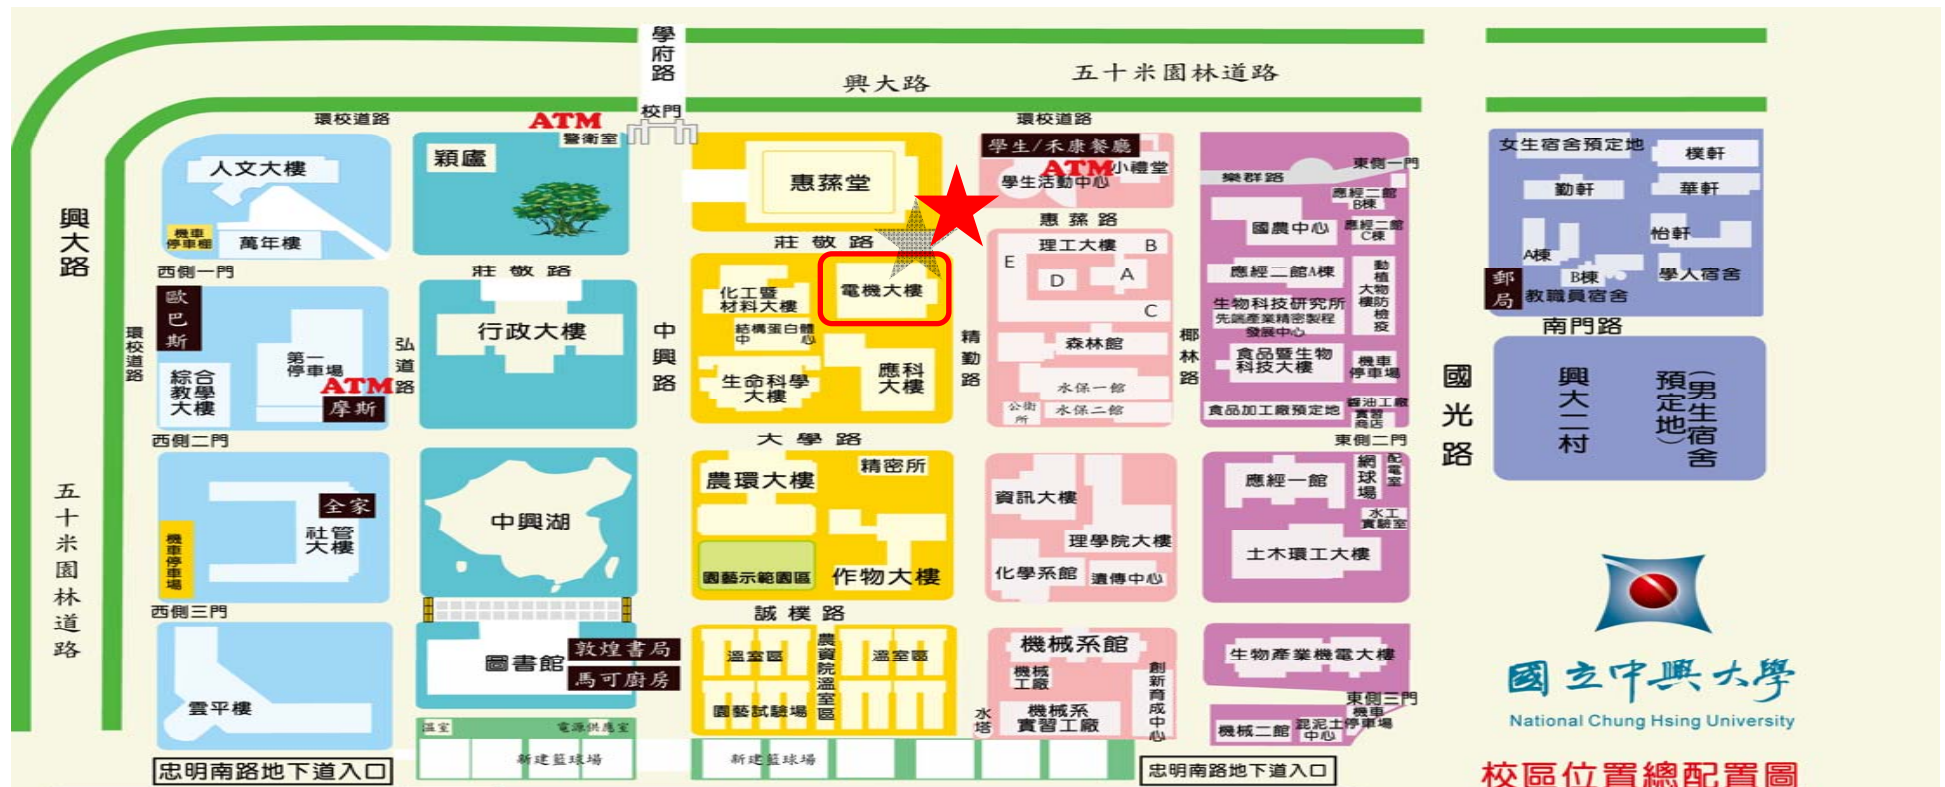 學府路
興大路
五十米園林道路
校門
環校道路
ATM
警衛室
環校道路
人文大樓
機車
停車棚
萬年樓
西側一門
穎廬
莊敬路
惠蓀堂
莊敬路
學生/禾康餐廳
ATM
小禮堂
學生活動中心
惠蓀路
理工大樓
A
B
C
D
E
東側一門
樂群路
應經二館
B棟
國農中心
應經二館
C棟
女生宿舍預定地
樸軒
勤軒
華軒
怡軒
A棟
B棟
學人宿舍
郵局
教職員宿舍
南門路
興大路
歐巴斯
環校道路
第一
停車場
ATM
摩斯
綜合
教學
大樓
弘道路
行政大樓
中興路
化工暨
材料大樓
電機大樓
結構蛋白體
中心
生命科學
大樓
應科
大樓
精勤路
森林館
水保一館
水保二館
公衛所
椰林路
應經二館A棟
動植物防檢疫大樓
生物科技研究所
先端產業精密製程
發展中心
食品暨生物
科技大樓
機車
停車場
食品加工廠預定地
醬油工廠
實習
商店
國光路
興大二村
(男生宿舍預定地)
西側二門
大學路
東側二門
五十米園林道路
全家
社管
大樓
機車停車場
中興湖
農環大樓
精密所
園藝示範園區
作物大樓
資訊大樓
理學院大樓
化學系館
遺傳中心
應經一館
網球場
配電室
水工
實驗室
土木環工大樓
西側三門
誠樸路
雲平樓
圖書館
敦煌書局
馬可廚房
溫室區
農資院溫室區
溫室區
園藝試驗場
機械系館
機械
工廠
機械系
實習工廠
創新育成中心
水塔
生物產業機電大樓
東側三門
機車
停車場
機械二館
混泥土
中心
溫室
電源供應室
新建籃球場
新建籃球場
忠明南路地下道入口
忠明南路地下道入口
國立中興大學
National Chung Hsing University
校區位置總配置圖